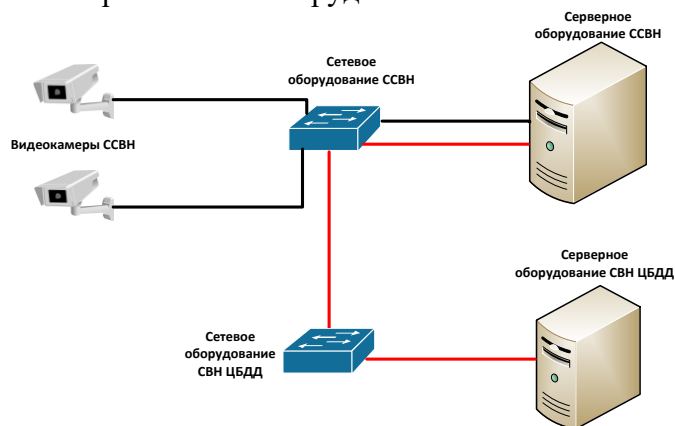 Серверное
оборудование ССВН
Сетевое
оборудование ССВН
Видеокамеры ССВН
Серверное
оборудование СВН ЦБДД
Сетевое
оборудование
СВН ЦБДД